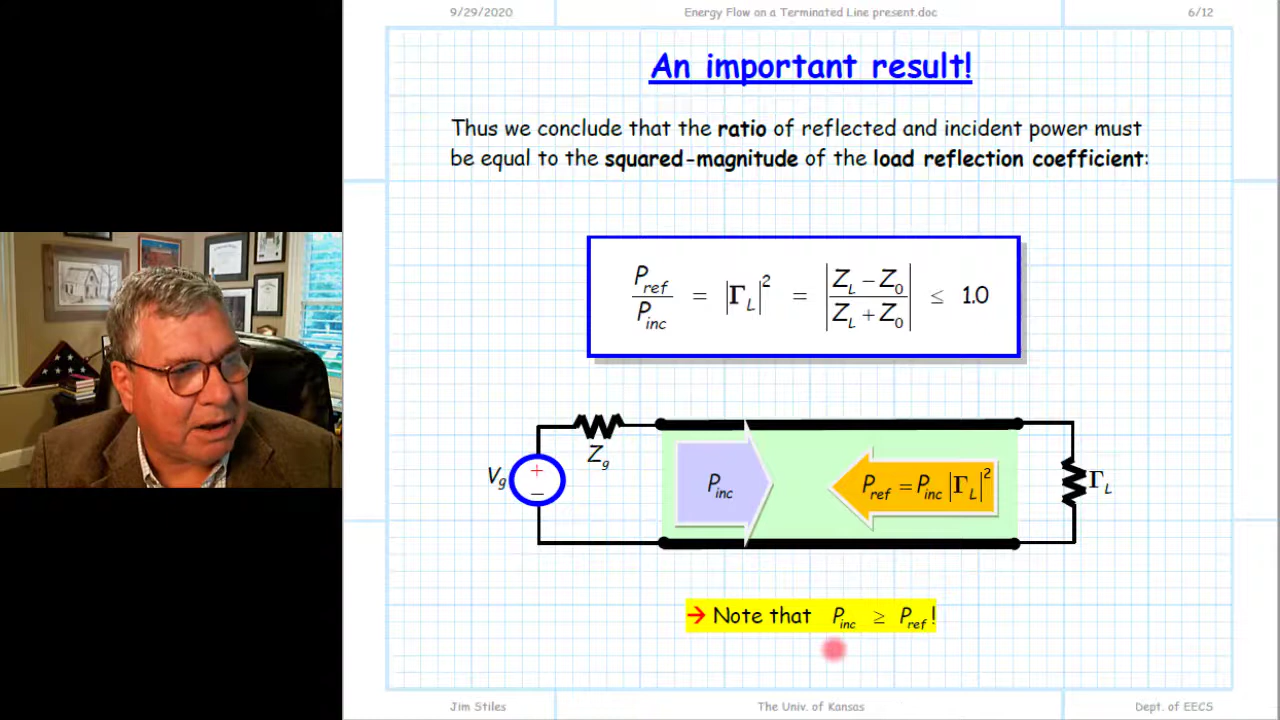 9/29/2020 Energy Flow on a Terminated Line present.doc 6/12
An important result!
Thus we conclude that the ratio of reflected and incident power must
be equal to the squared-magnitude of the load reflection coefficient:
P_ref / P_inc = |Γ_L|² = |(Z_L − Z_0) / (Z_L + Z_0)| ≤ 1.0
Z_g
V_g + −
P_inc
P_ref = P_inc |Γ_L|²
Γ_L
→ Note that P_inc ≥ P_ref !
Jim Stiles The Univ. of Kansas Dept. of EECS